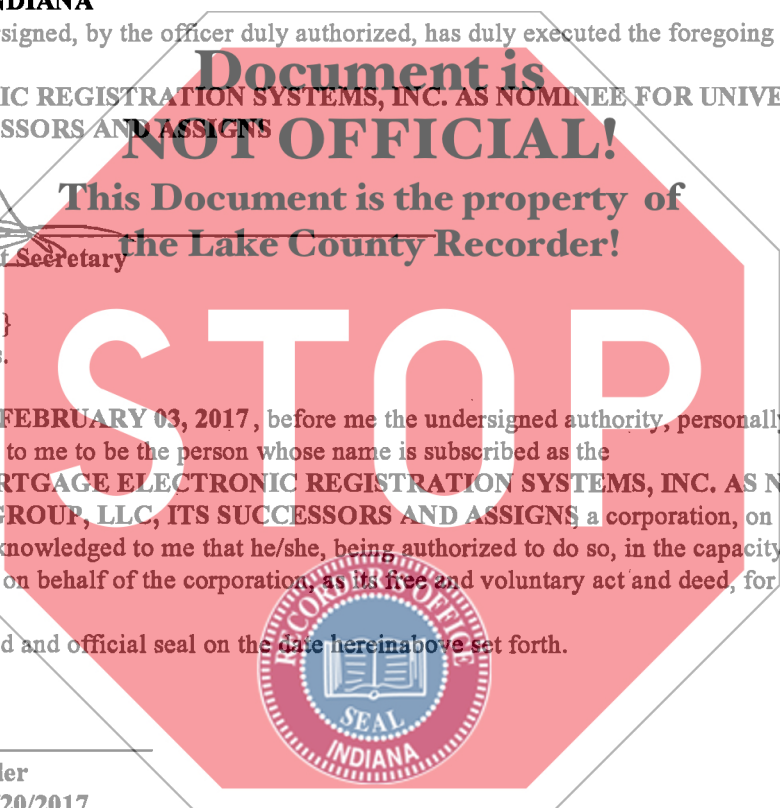 INDIANA
rsigned, by the officer duly authorized, has duly executed the foregoing
Document is
IC REGISTRATION SYSTEMS, INC. AS NOMINEE FOR UNIVE
SSORS AND ASSIGNS
NOT OFFICIAL!
This Document is the property of
the Lake County Recorder!
t Secretary
}
s.
STOP
FEBRUARY 03, 2017, before me the undersigned authority, personally
to me to be the person whose name is subscribed as the
RTGAGE ELECTRONIC REGISTRATION SYSTEMS, INC. AS N
GROUP, LLC, ITS SUCCESSORS AND ASSIGNS a corporation, on
knowledged to me that he/she, being authorized to do so, in the capacity
on behalf of the corporation, as its free and voluntary act and deed, for
d and official seal on the date hereinabove set forth.
RECORDER'S OFFICE
SEAL
INDIANA
der
/20/2017